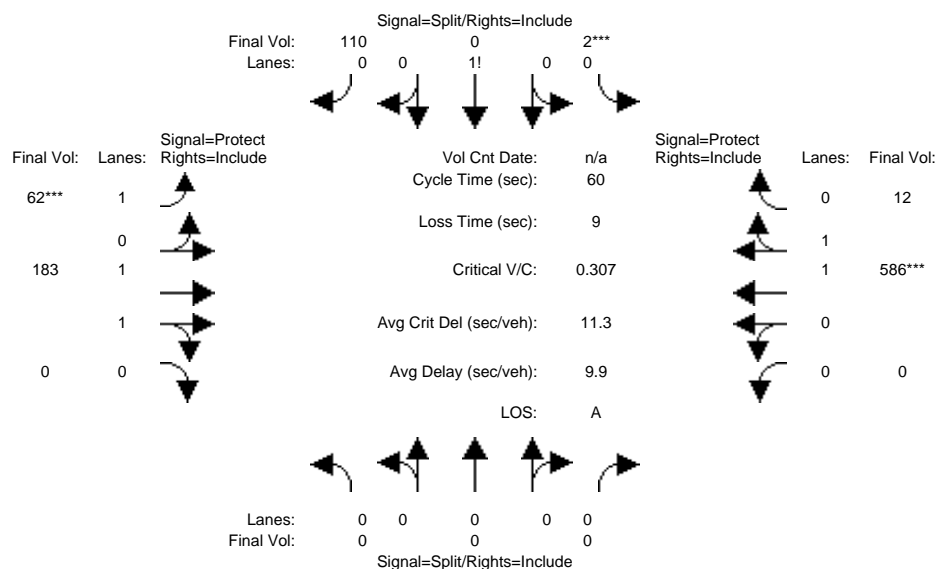 Signal=Split/Rights=Include
Final Vol: 110 0 2***
Lanes: 0 0 1! 0 0
Signal=Protect
Final Vol: Lanes: Rights=Include
Vol Cnt Date: n/a
Signal=Protect
Rights=Include Lanes: Final Vol:
Cycle Time (sec): 60
62*** 1
0 12
Loss Time (sec): 9
0
1
183 1
Critical V/C: 0.307
1 586***
1
Avg Crit Del (sec/veh): 11.3
0
0 0
Avg Delay (sec/veh): 9.9
0 0
LOS: A
Lanes: 0 0 0 0 0
Final Vol: 0 0 0
Signal=Split/Rights=Include